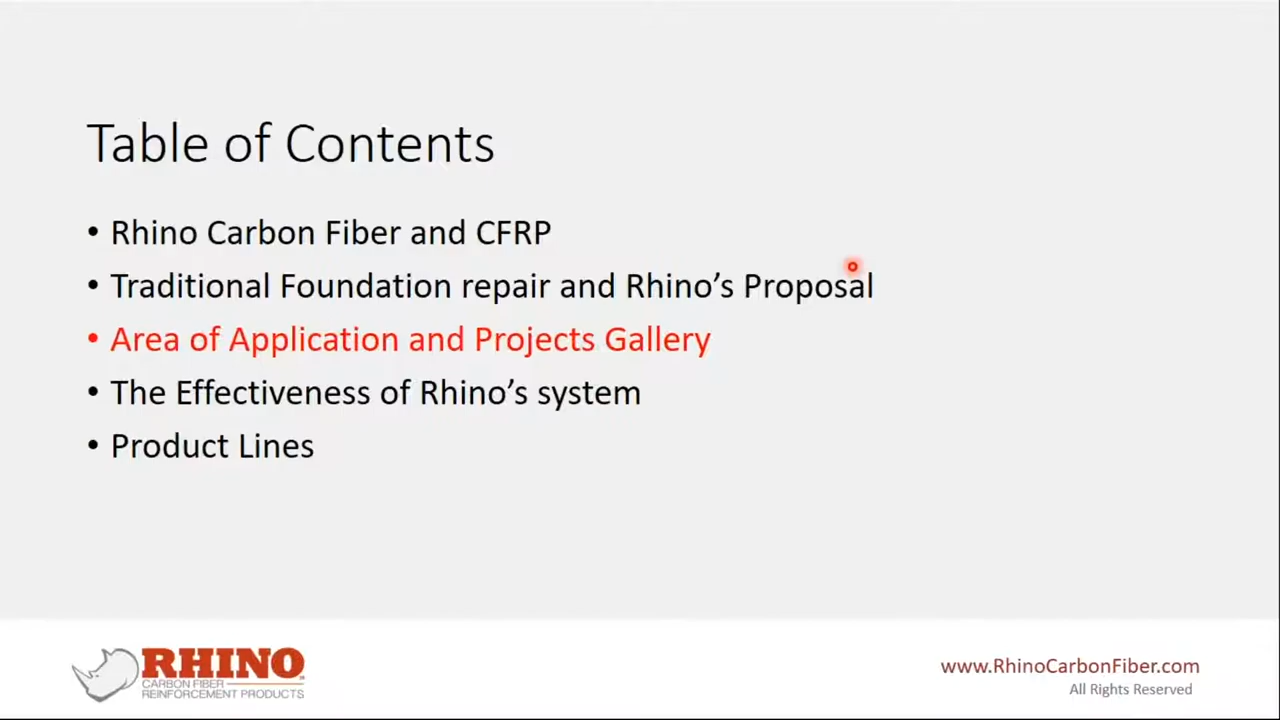 Table of Contents
• Rhino Carbon Fiber and CFRP
• Traditional Foundation repair and Rhino’s Proposal
• Area of Application and Projects Gallery
• The Effectiveness of Rhino’s system
• Product Lines
RHINO
CARBON FIBER
REINFORCEMENT PRODUCTS
www.RhinoCarbonFiber.com
All Rights Reserved